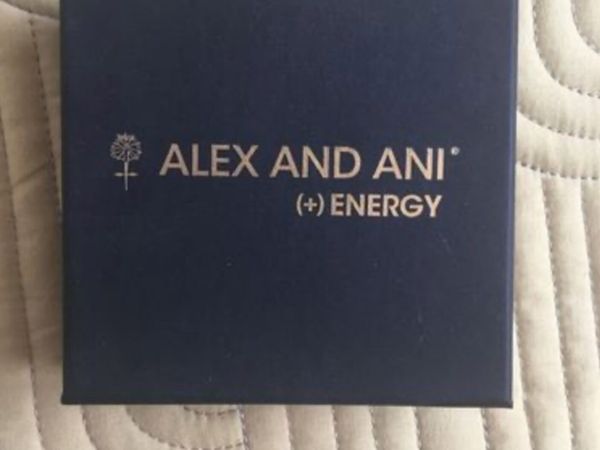 ALEX AND ANI®
(+) ENERGY